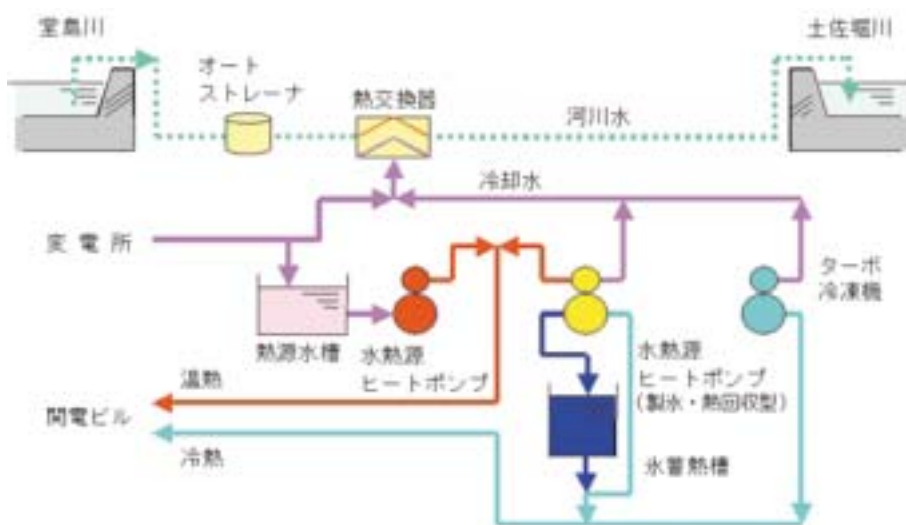 堂島川
土佐堀川
オート
ストレーナ
熱交換器
河川水
冷却水
変電所
ターボ
冷凍機
熱源水槽
水熱源
ヒートポンプ
水熱源
ヒートポンプ
(製氷・熱回収型)
温熱
関電ビル
冷熱
氷蓄熱槽